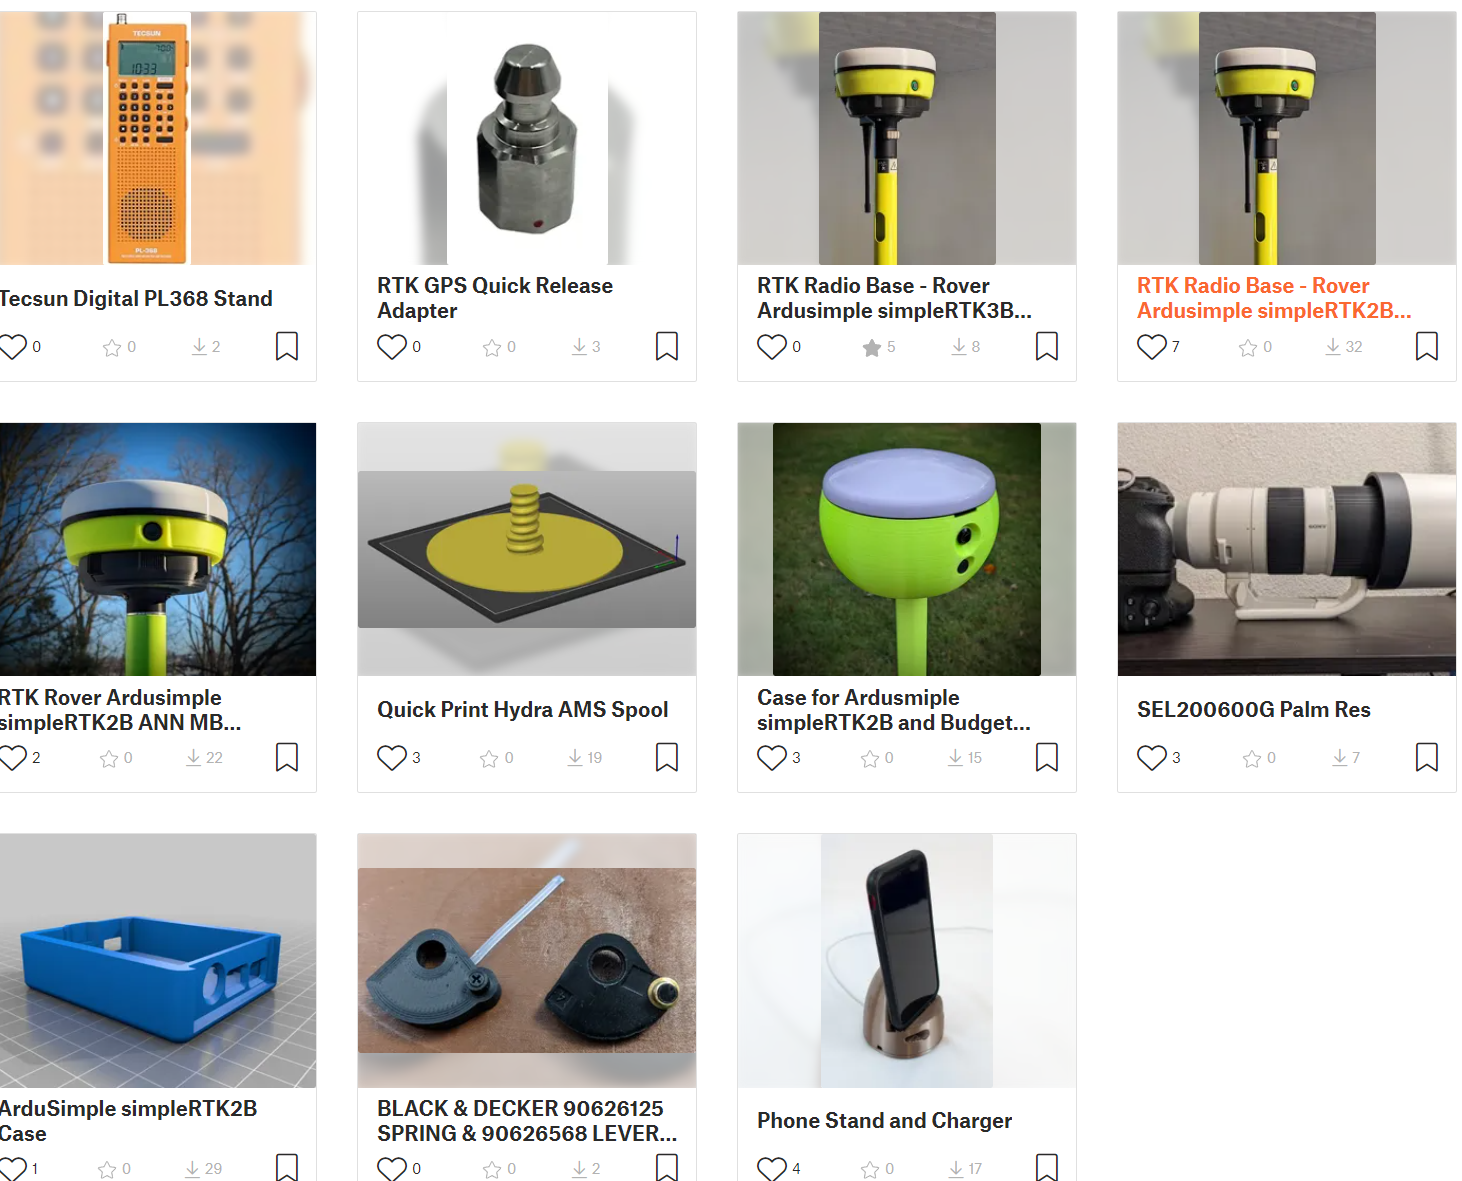 TECSUN
1033
PL-368
Tecsun Digital PL368 Stand
0 0 2
RTK GPS Quick Release
Adapter
0 0 3
RTK Radio Base - Rover
Ardusimple simpleRTK3B...
0 5 8
RTK Radio Base - Rover
Ardusimple simpleRTK2B...
7 0 32
RTK Rover Ardusimple
simpleRTK2B ANN MB...
2 0 22
Quick Print Hydra AMS Spool
3 0 19
Case for Ardusmiple
simpleRTK2B and Budget...
3 0 15
SONY
SEL200600G Palm Res
3 0 7
ArduSimple simpleRTK2B
Case
1 0 29
BLACK & DECKER 90626125
SPRING & 90626568 LEVER...
0 0 2
Phone Stand and Charger
4 0 17